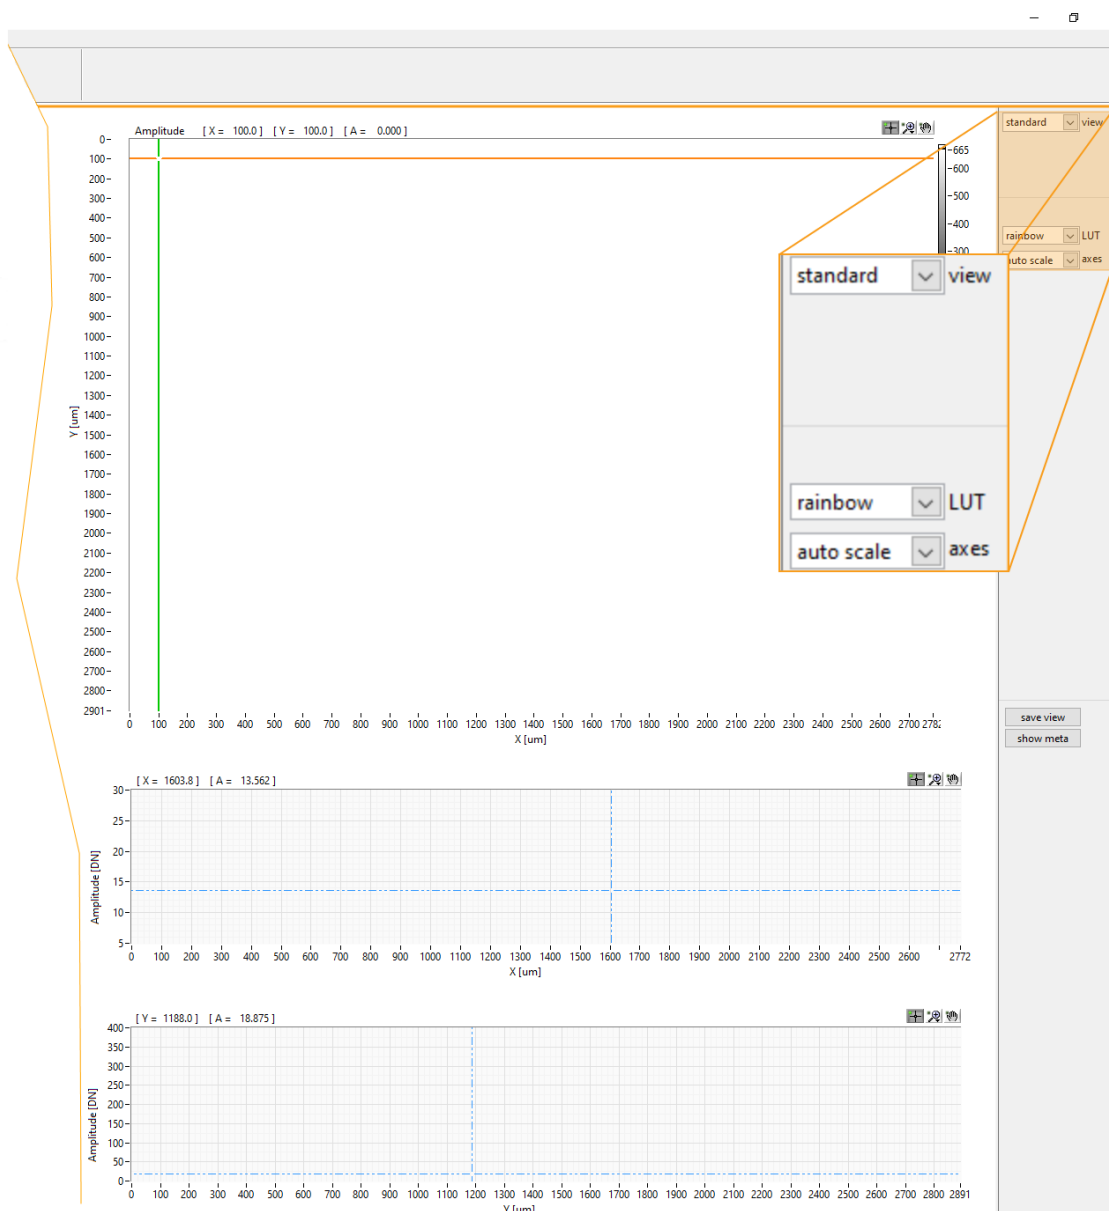 Amplitude [ X = 100.0 ] [ Y = 100.0 ] [ A = 0.000 ]
0
100
200
300
400
500
600
700
800
900
1000
1100
1200
1300
1400
1500
1600
1700
1800
1900
2000
2100
2200
2300
2400
2500
2600
2700
2800
2901
Y [um]
0 100 200 300 400 500 600 700 800 900 1000 1100 1200 1300 1400 1500 1600 1700 1800 1900 2000 2100 2200 2300 2400 2500 2600 2700 2782
X [um]
665
600
500
400
300
standard view
rainbow LUT
auto scale axes
standard view
rainbow LUT
auto scale axes
save view
show meta
[ X = 1603.8 ] [ A = 13.562 ]
30
25
20
15
10
5
Amplitude [DN]
0 100 200 300 400 500 600 700 800 900 1000 1100 1200 1300 1400 1500 1600 1700 1800 1900 2000 2100 2200 2300 2400 2500 2600 2772
X [um]
[ Y = 1188.0 ] [ A = 18.875 ]
400
350
300
250
200
150
100
50
0
Amplitude [DN]
0 100 200 300 400 500 600 700 800 900 1000 1100 1200 1300 1400 1500 1600 1700 1800 1900 2000 2100 2200 2300 2400 2500 2600 2700 2800 2891
Y [um]